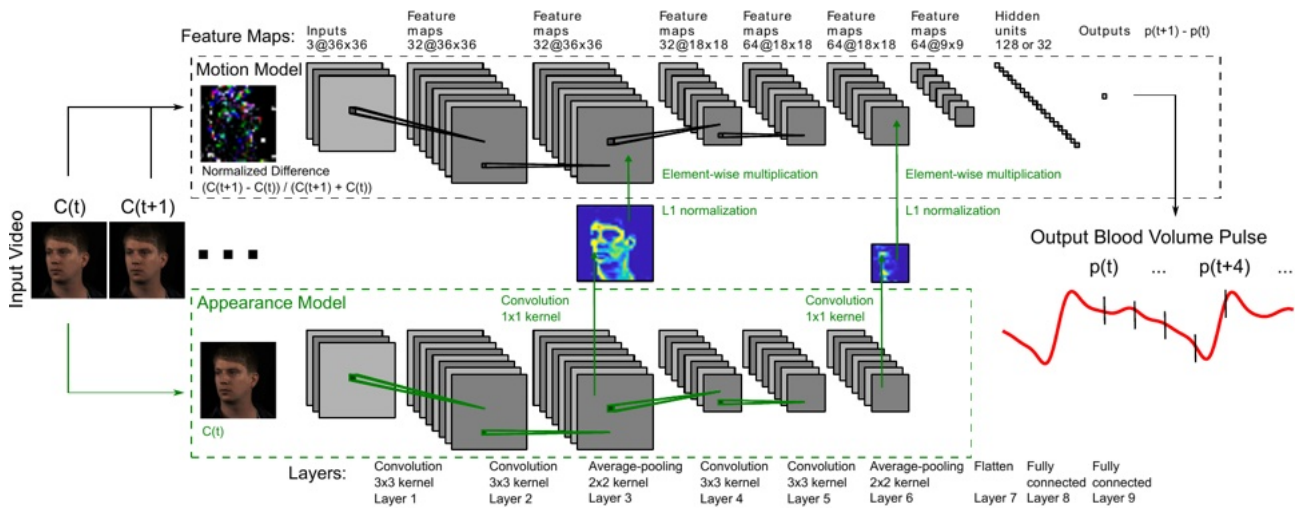 Feature Maps:
Inputs
3@36x36
Feature
maps
32@36x36
Feature
maps
32@36x36
Feature
maps
32@18x18
Feature
maps
64@18x18
Feature
maps
64@18x18
Feature
maps
64@9x9
Hidden
units
128 or 32
Outputs
p(t+1) - p(t)
Motion Model
Normalized Difference
(C(t+1) - C(t)) / (C(t+1) + C(t))
Element-wise multiplication
Element-wise multiplication
L1 normalization
L1 normalization
Input Video
C(t)
C(t+1)
Output Blood Volume Pulse
p(t)
...
p(t+4)
...
Appearance Model
Convolution
1x1 kernel
Convolution
1x1 kernel
C(t)
Layers:
Convolution
3x3 kernel
Layer 1
Convolution
3x3 kernel
Layer 2
Average-pooling
2x2 kernel
Layer 3
Convolution
3x3 kernel
Layer 4
Convolution
3x3 kernel
Layer 5
Average-pooling
2x2 kernel
Layer 6
Flatten
Layer 7
Fully
connected
Layer 8
Fully
connected
Layer 9